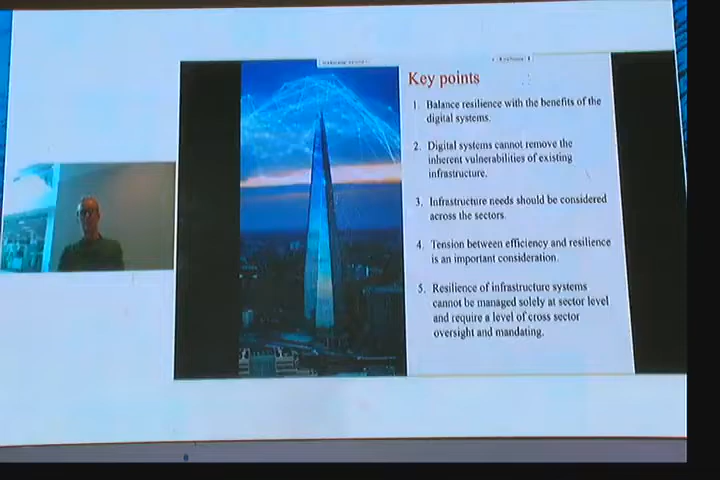 Key points
1. Balance resilience with the benefits of the
digital systems.
2. Digital systems cannot remove the
inherent vulnerabilities of existing
infrastructure.
3. Infrastructure needs should be considered
across the sectors.
4. Tension between efficiency and resilience
is an important consideration.
5. Resilience of infrastructure systems
cannot be managed solely at sector level
and require a level of cross sector
oversight and mandating.